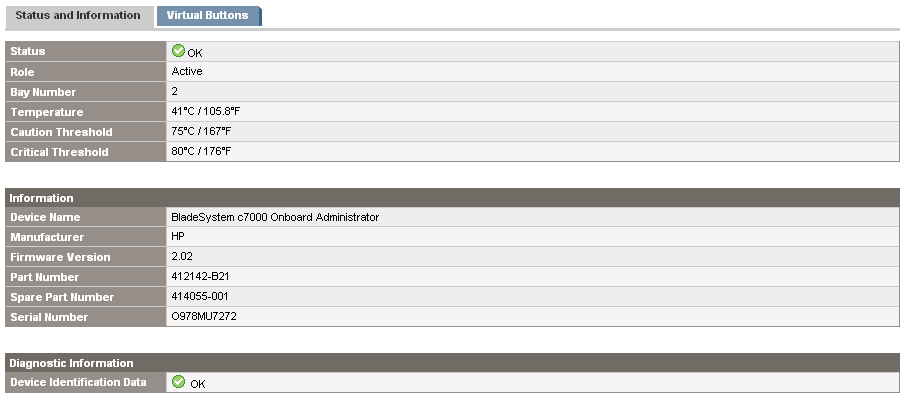 Status and Information Virtual Buttons
Status OK
Role Active
Bay Number 2
Temperature 41°C / 105.8°F
Caution Threshold 75°C / 167°F
Critical Threshold 80°C / 176°F
Information
Device Name BladeSystem c7000 Onboard Administrator
Manufacturer HP
Firmware Version 2.02
Part Number 412142-B21
Spare Part Number 414055-001
Serial Number O978MU7272
Diagnostic Information
Device Identification Data OK